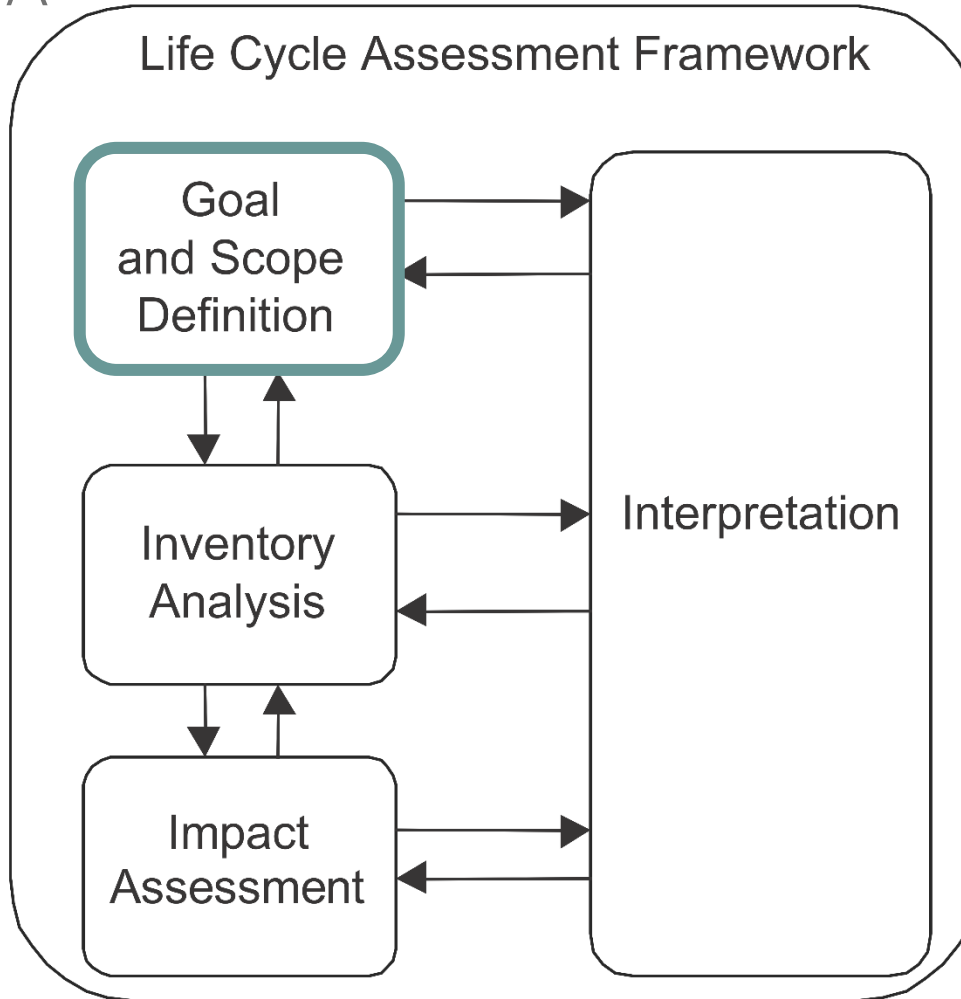 Life Cycle Assessment Framework
Goal
and Scope
Definition
Inventory
Analysis
Impact
Assessment
Interpretation